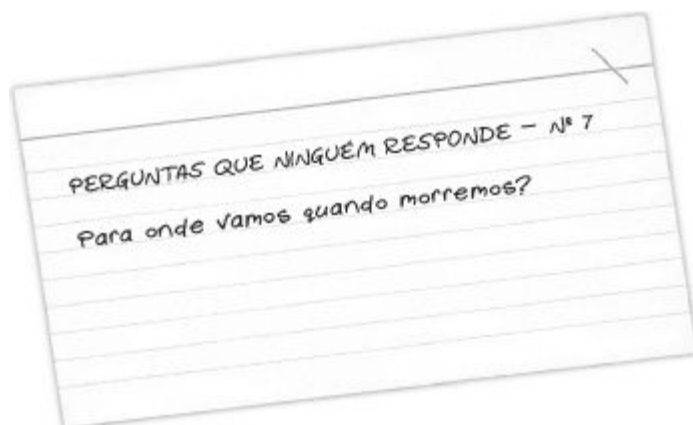 PERGUNTAS QUE NINGUÉM RESPONDE – Nº 7
Para onde vamos quando morremos?